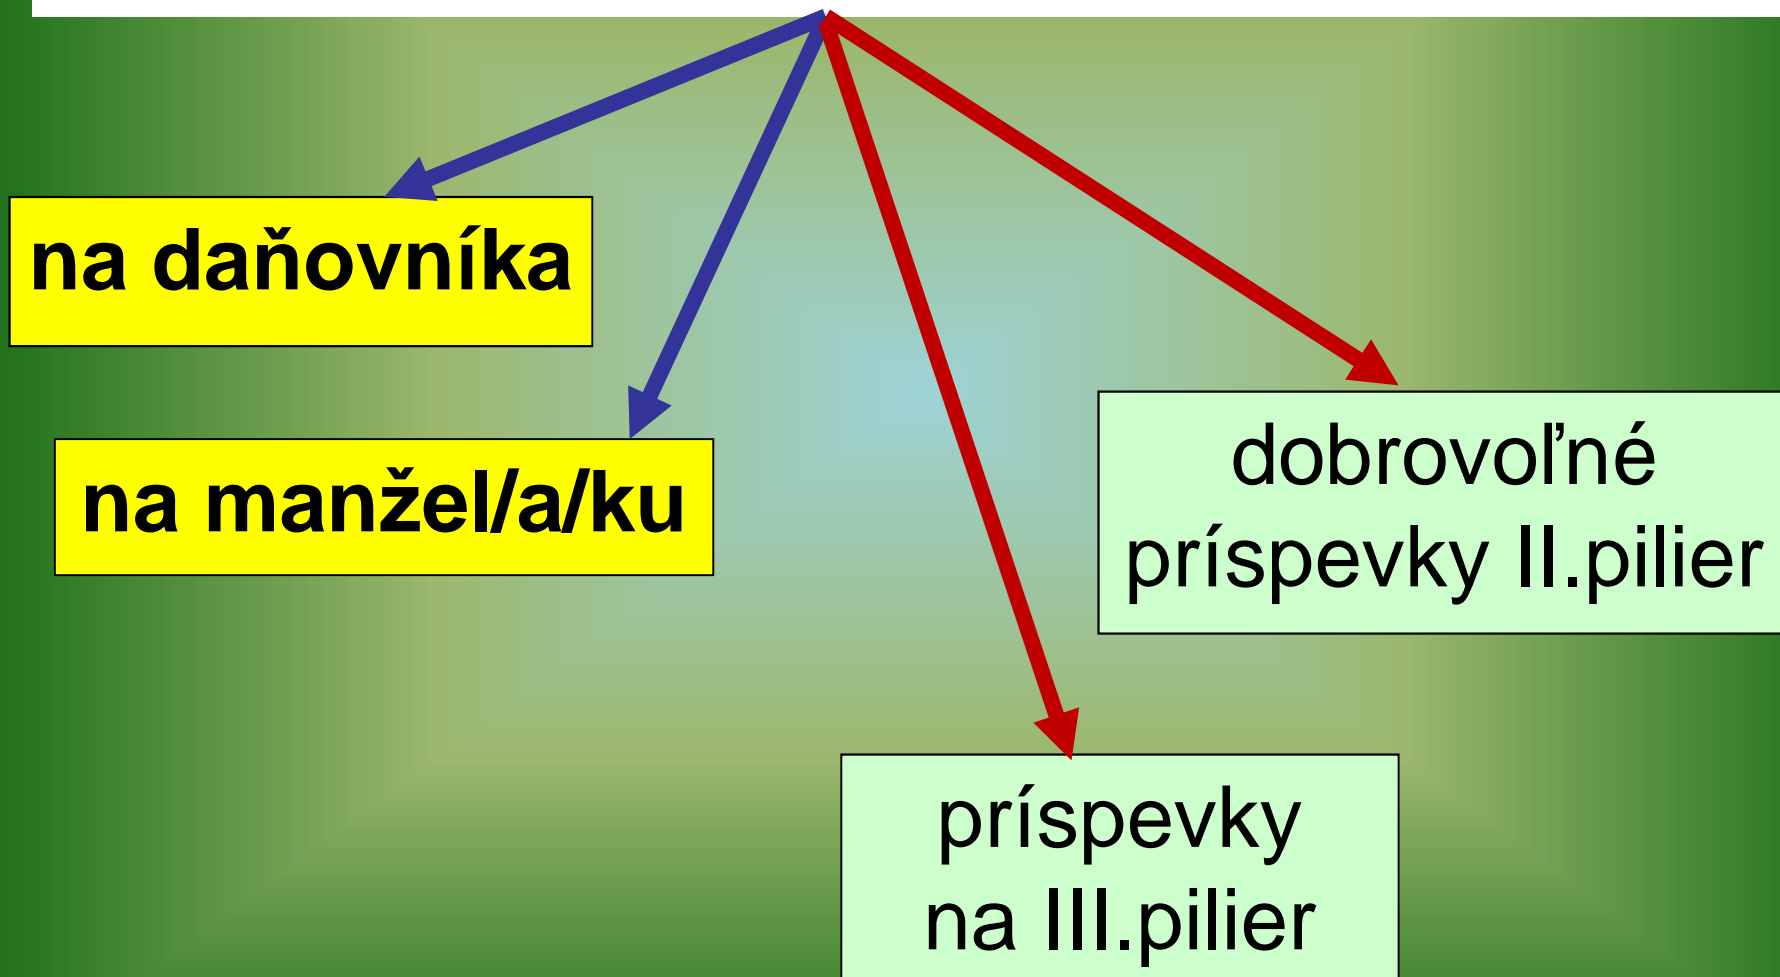 na daňovníka
na manžel/a/ku
dobrovoľné
príspevky II.pilier
príspevky
na III.pilier